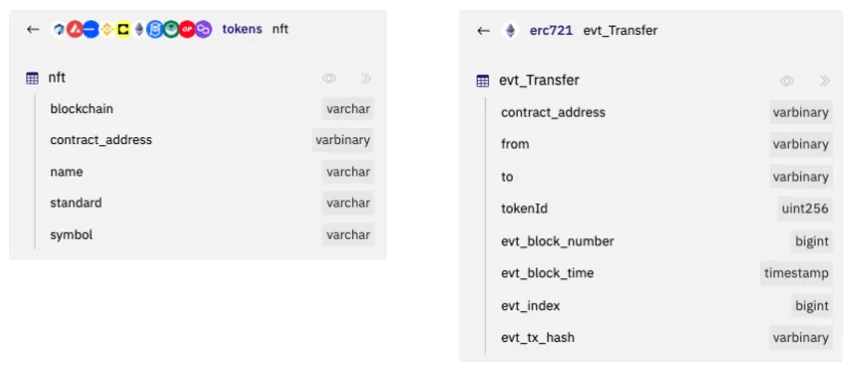 ← tokens nft
nft
blockchain varchar
contract_address varbinary
name varchar
standard varchar
symbol varchar
← erc721 evt_Transfer
evt_Transfer
contract_address varbinary
from varbinary
to varbinary
tokenId uint256
evt_block_number bigint
evt_block_time timestamp
evt_index bigint
evt_tx_hash varbinary